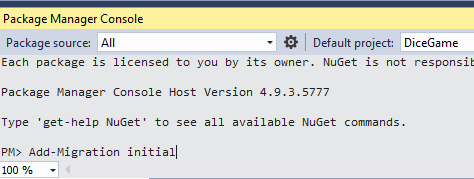 Package Manager Console
Package source: All Default project: DiceGame
Each package is licensed to you by its owner. NuGet is not
Package Manager Console Host Version 4.9.3.5777
Type 'get-help NuGet' to see all available NuGet commands.
PM> Add-Migration initial
100 %